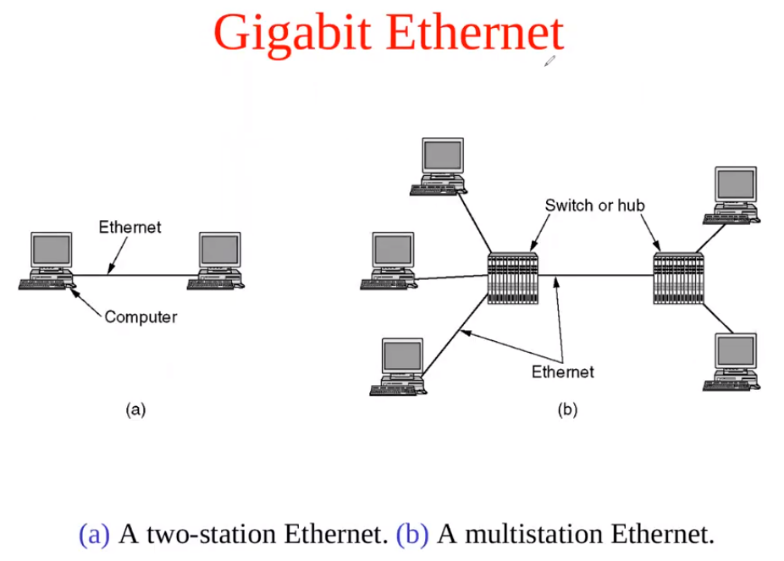 Gigabit Ethernet
Ethernet
Computer
(a)
Switch or hub
Ethernet
(b)
(a) A two-station Ethernet. (b) A multistation Ethernet.